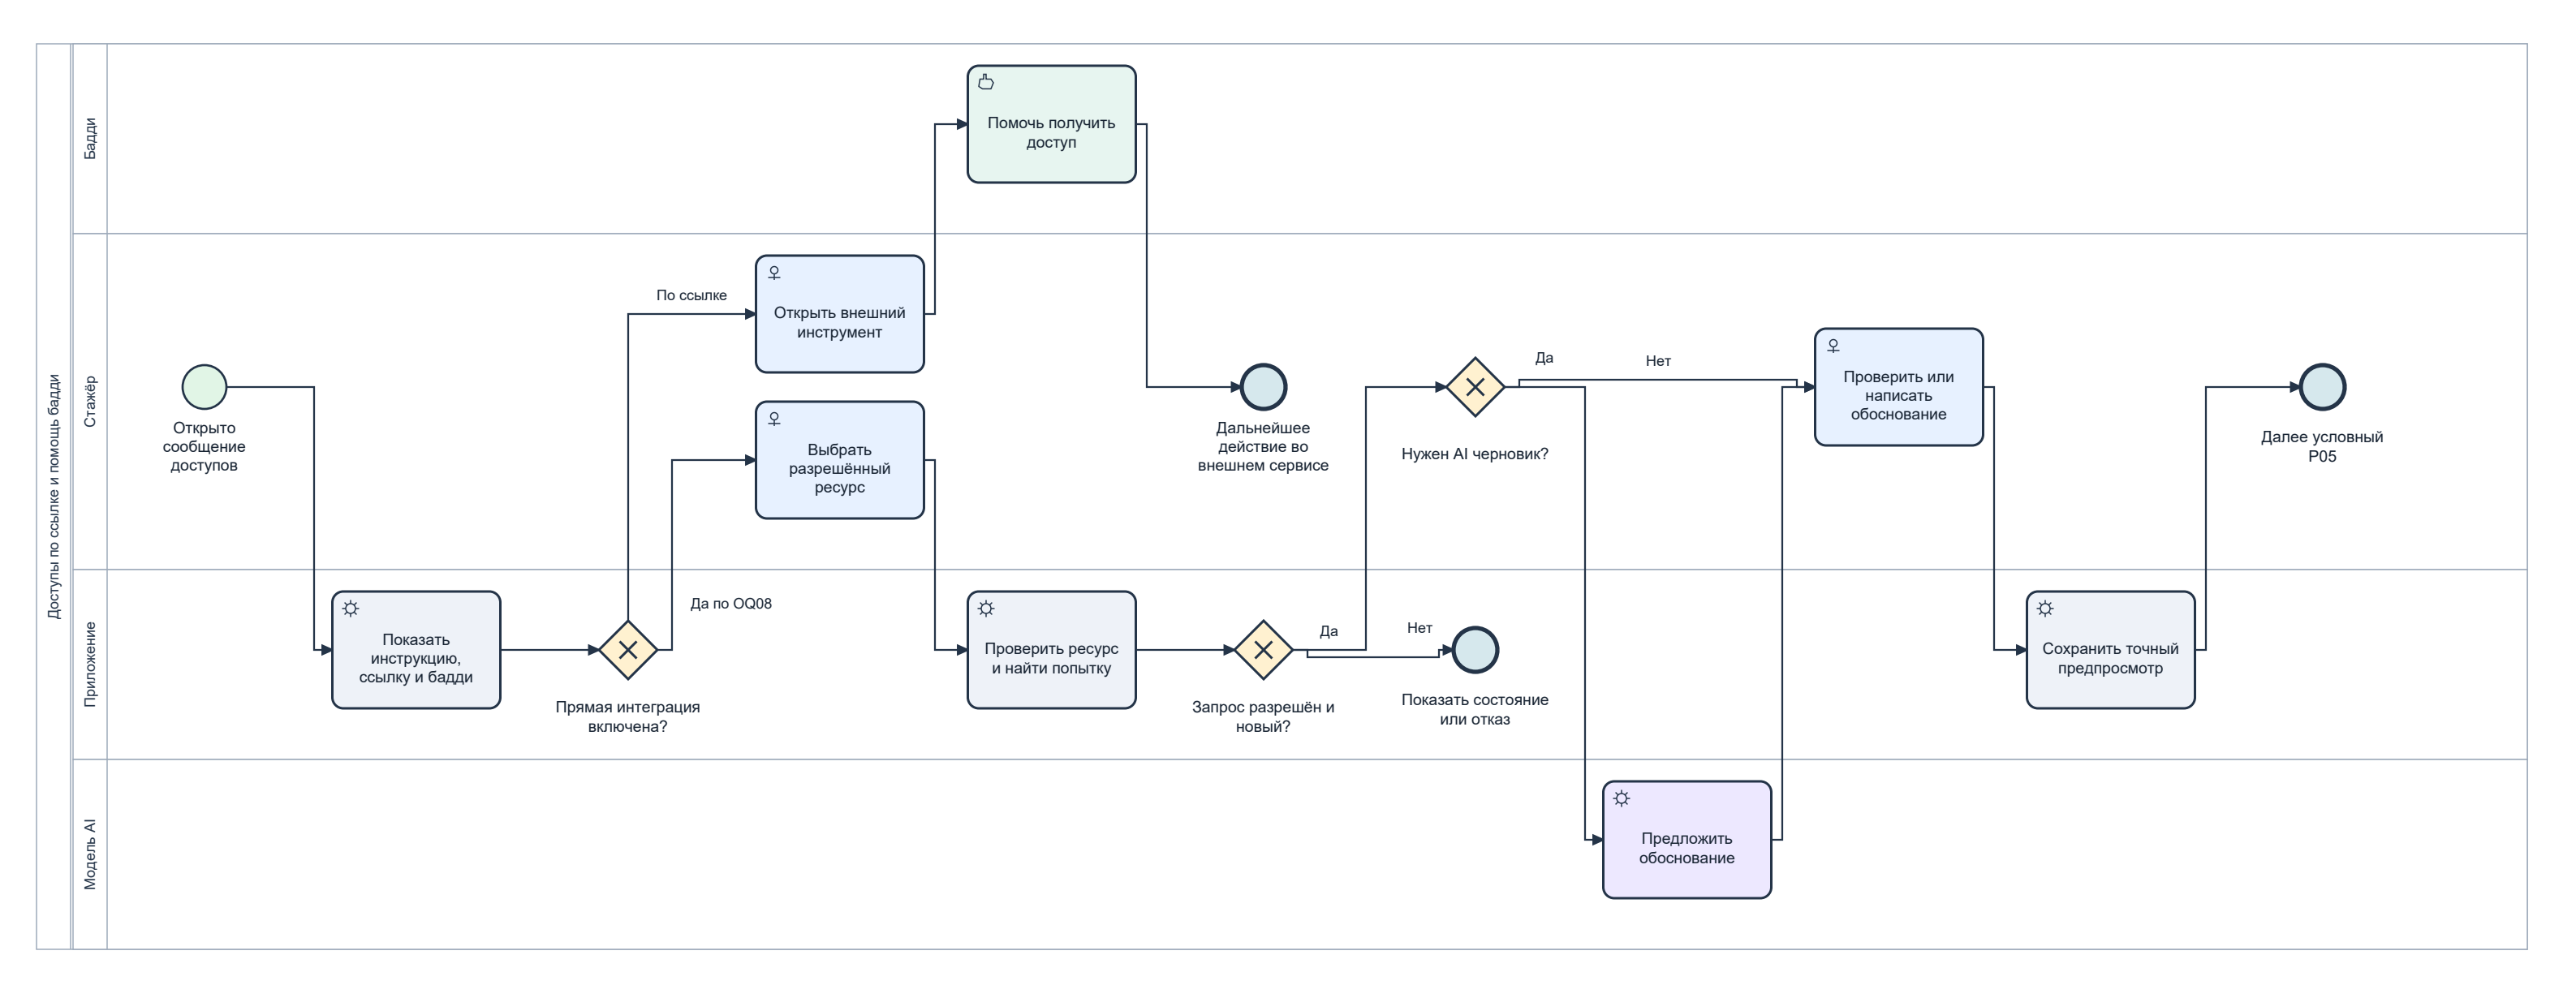 Доступы по ссылке и помощь бадди
Бадди
Помочь получить
доступ
Стажёр
Открыто
сообщение
доступов
По ссылке
Открыть внешний
инструмент
Выбрать
разрешённый
ресурс
Дальнейшее
действие во
внешнем сервисе
Нужен AI черновик?
Да
Нет
Проверить или
написать
обоснование
Далее условный
P05
Приложение
Показать
инструкцию,
ссылку и бадди
Прямая интеграция
включена?
Да по OQ08
Проверить ресурс
и найти попытку
Запрос разрешён и
новый?
Да
Нет
Показать состояние
или отказ
Сохранить точный
предпросмотр
Модель AI
Предложить
обоснование